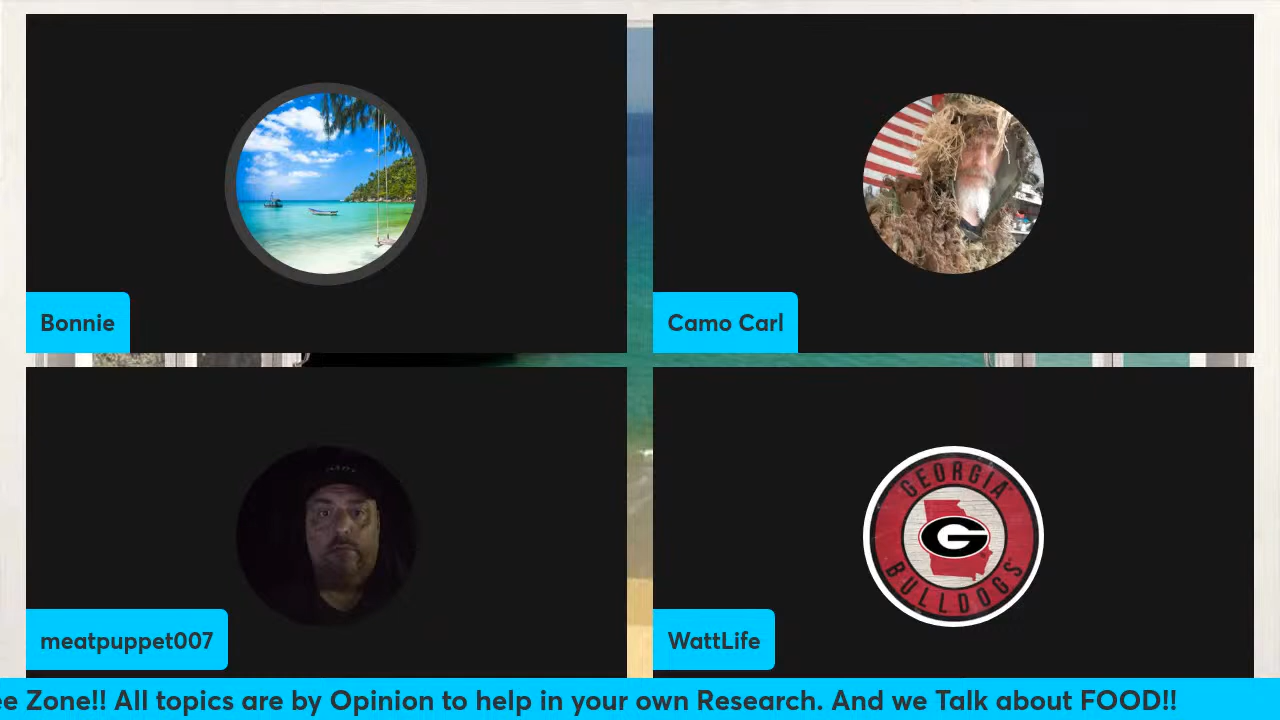 Bonnie
Camo Carl
meatpuppet007
GEORGIA
G
BULLDOGS
WattLife
ee Zone!! All topics are by Opinion to help in your own Research. And we Talk about FOOD!!